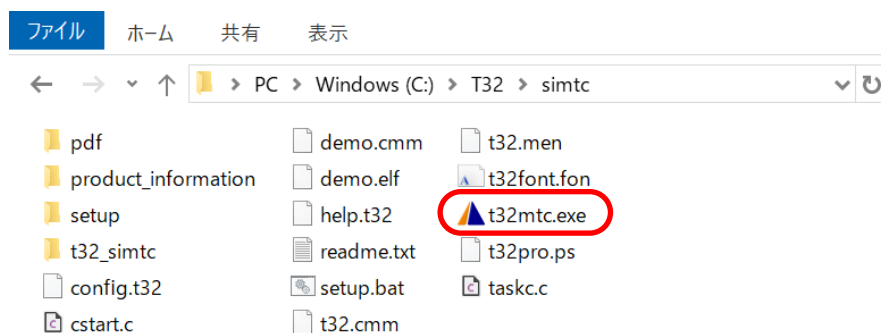 ファイル ホーム 共有 表示
PC > Windows (C:) > T32 > simtc
pdf demo.cmm t32.men
product_information demo.elf t32font.fon
setup help.t32 t32mtc.exe
t32_simtc readme.txt t32pro.ps
config.t32 setup.bat taskc.c
cstart.c t32.cmm